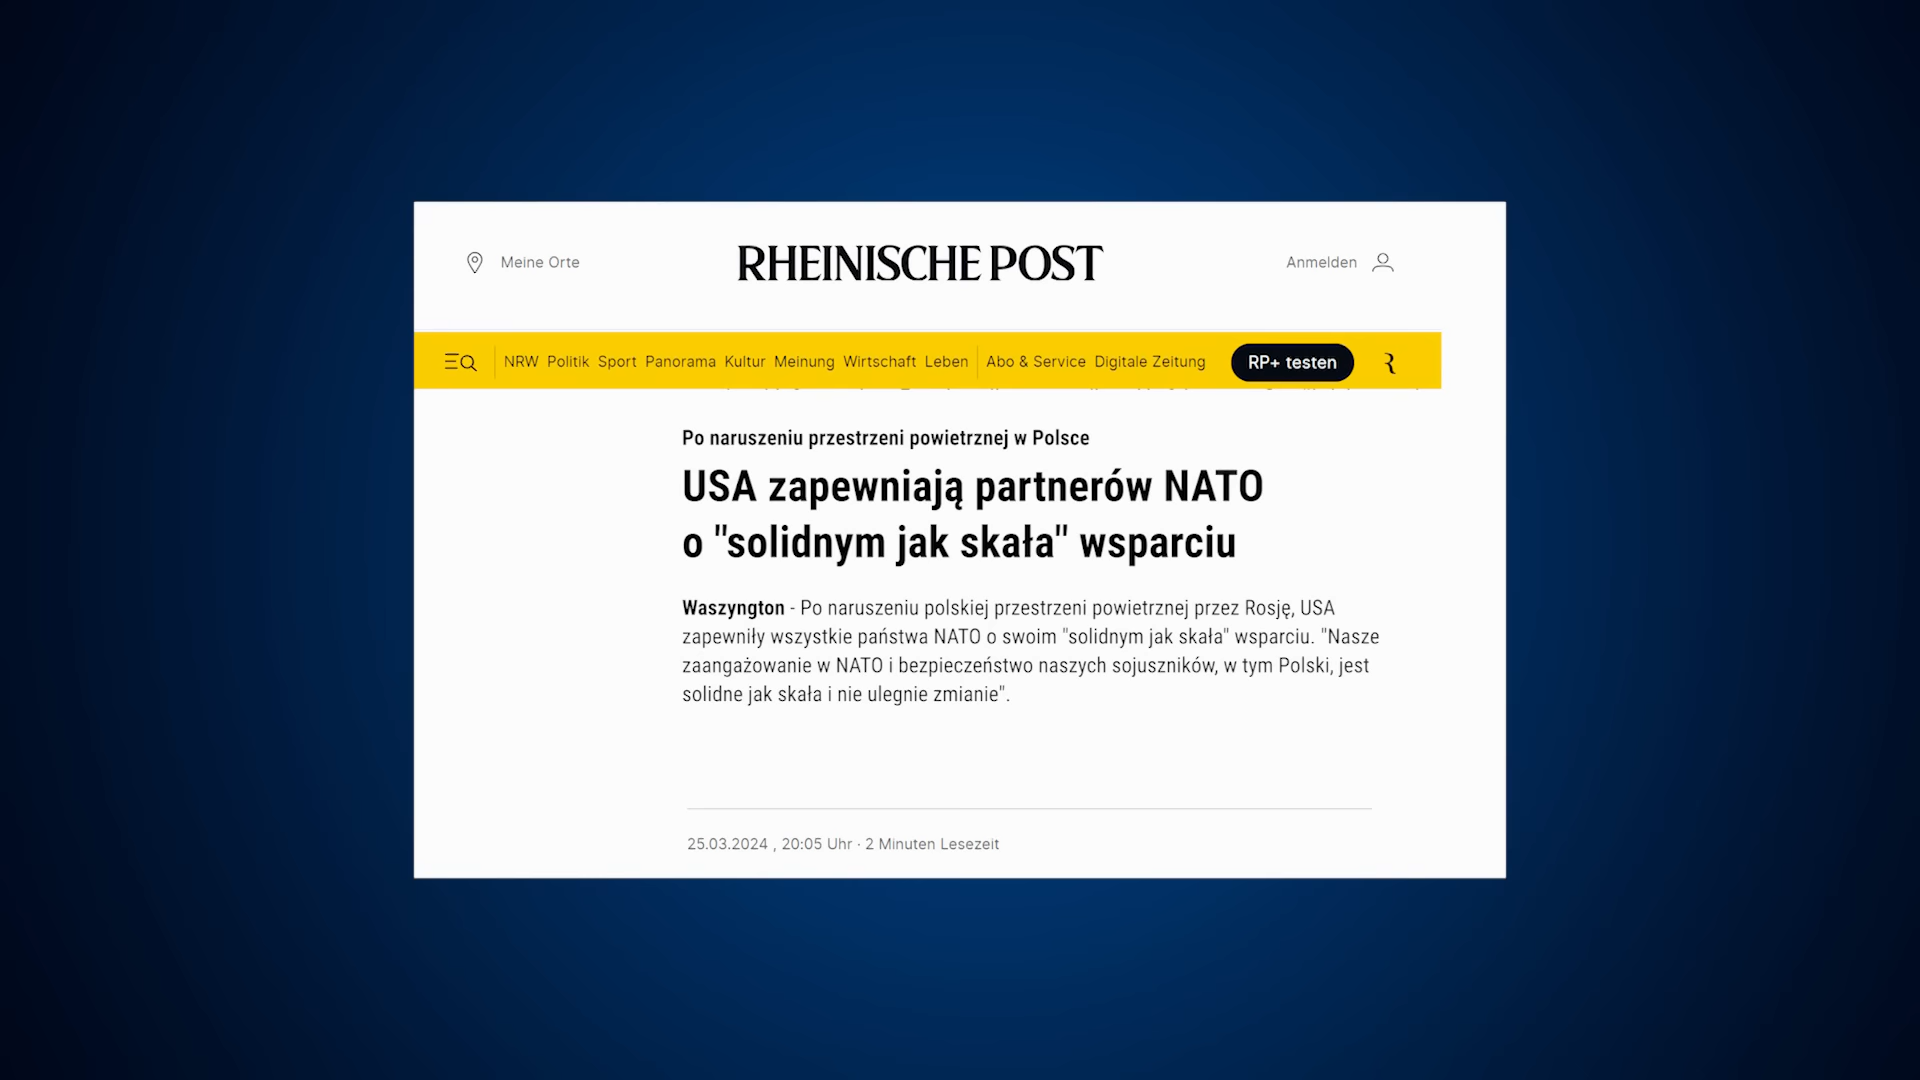 Meine Orte
RHEINISCHE POST
Anmelden
NRW Politik Sport Panorama Kultur Meinung Wirtschaft Leben Abo & Service Digitale Zeitung RP+ testen
Po naruszeniu przestrzeni powietrznej w Polsce
USA zapewniają partnerów NATO
o "solidnym jak skała" wsparciu
Waszyngton - Po naruszeniu polskiej przestrzeni powietrznej przez Rosję, USA
zapewniły wszystkie państwa NATO o swoim "solidnym jak skała" wsparciu. "Nasze
zaangażowanie w NATO i bezpieczeństwo naszych sojuszników, w tym Polski, jest
solidne jak skała i nie ulegnie zmianie".
25.03.2024 , 20:05 Uhr · 2 Minuten Lesezeit